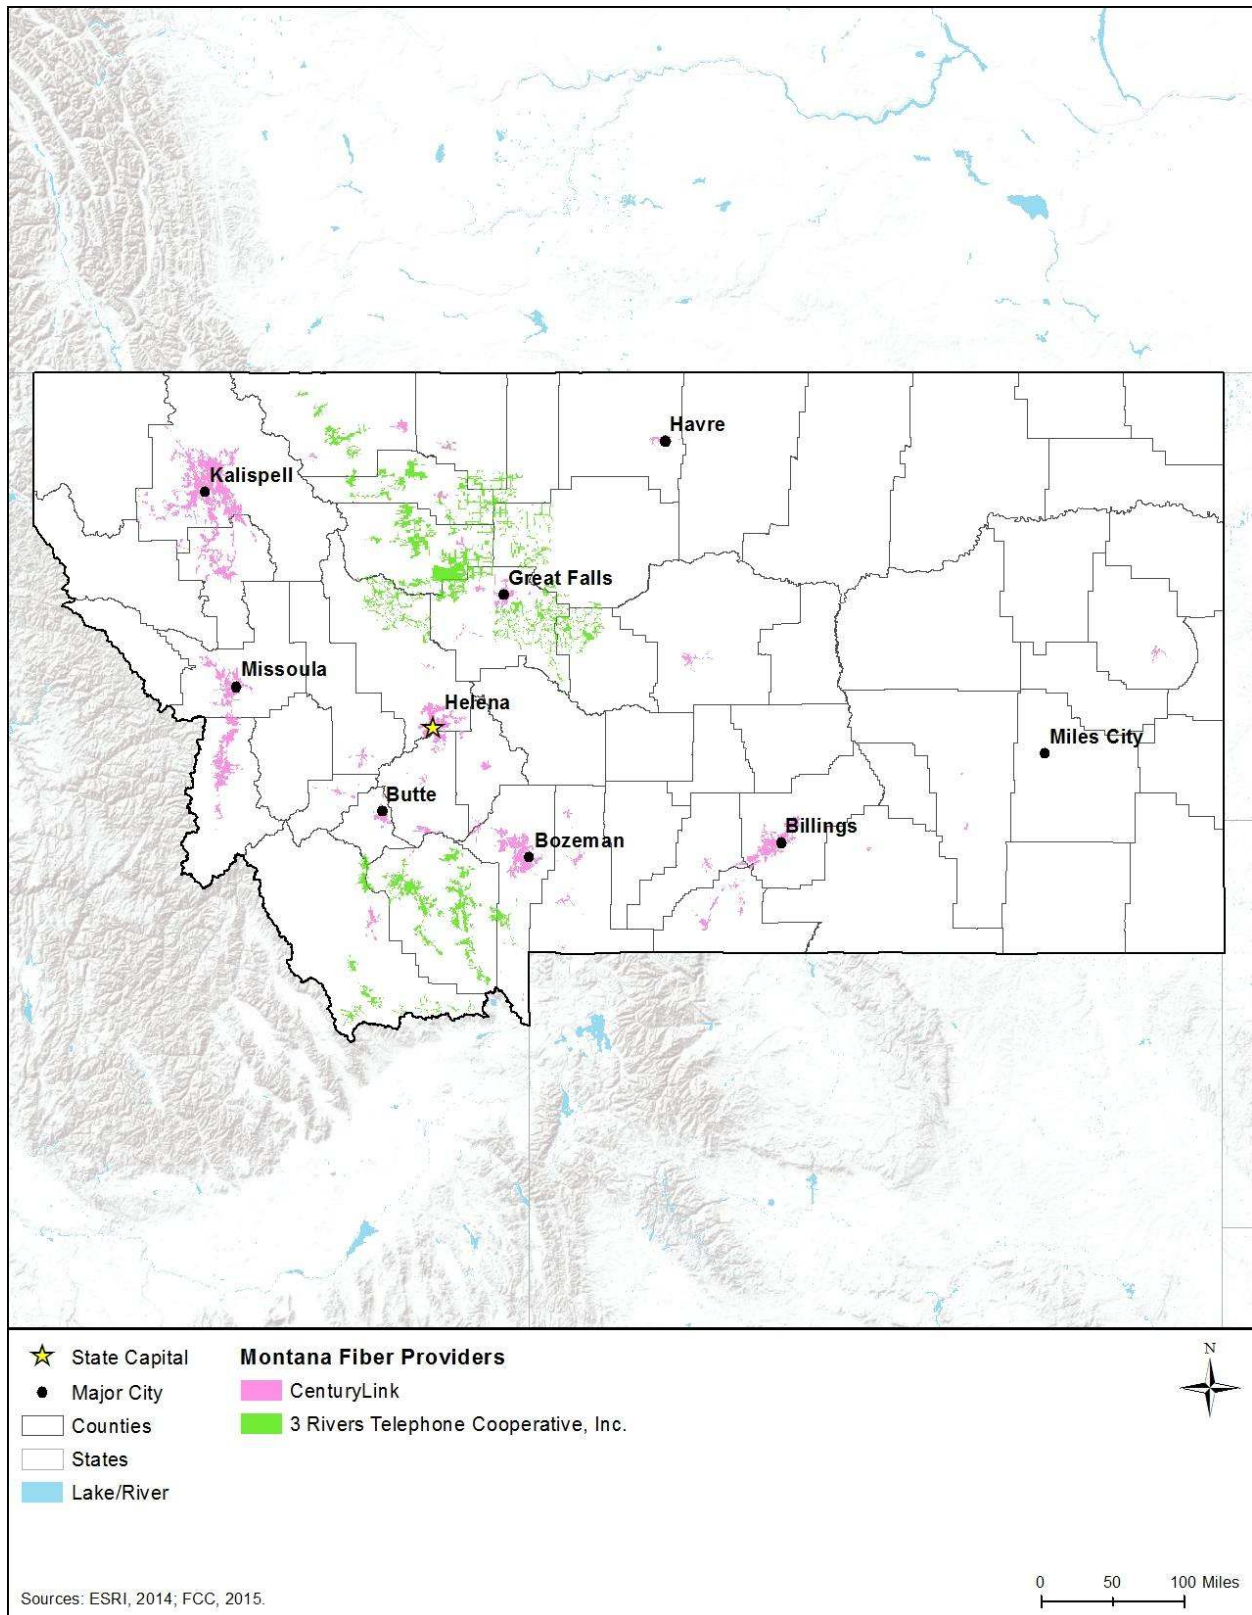 Havre
Kalispell
Great Falls
Missoula
Helena
Miles City
Butte
Billings
Bozeman
N
State Capital
Major City
Counties
States
Lake/River
Montana Fiber Providers
CenturyLink
3 Rivers Telephone Cooperative, Inc.
0 50 100 Miles
Sources: ESRI, 2014; FCC, 2015.